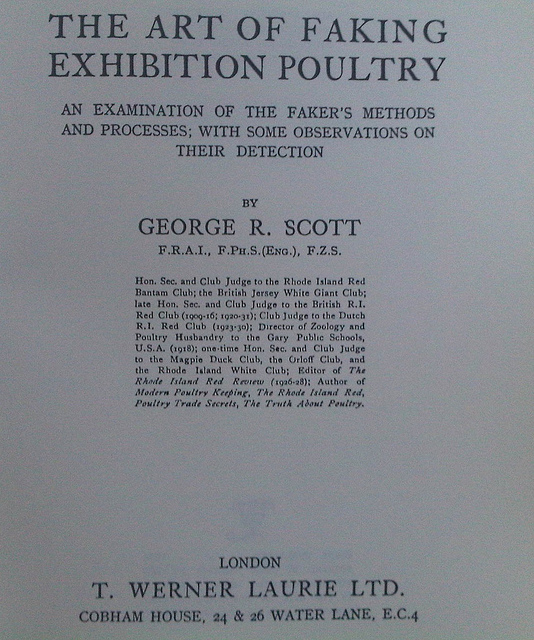 THE ART OF FAKING
EXHIBITION POULTRY
AN EXAMINATION OF THE FAKER'S METHODS
AND PROCESSES; WITH SOME OBSERVATIONS ON
THEIR DETECTION
BY
GEORGE R. SCOTT
F.R.A.I., F.PH.S.(ENG.), F.Z.S.
Hon. Sec. and Club Judge to the Rhode Island Red
Bantam Club; the British Jersey White Giant Club;
late Hon. Sec. and Club Judge to the British R.I.
Red Club (1909-16; 1920-31); Club Judge to the Dutch
R.I. Red Club (1923-30); Director of Zoology and
Poultry Husbandry to the Gary Public Schools,
U.S.A. (1918); one-time Hon. Sec. and Club Judge
to the Magpie Duck Club, the Orloff Club, and
the Rhode Island White Club; Editor of The
Rhode Island Red Review (1926-28); Author of
Modern Poultry Keeping, The Rhode Island Red,
Poultry Trade Secrets, The Truth About Poultry.
LONDON
T. WERNER LAURIE LTD.
COBHAM HOUSE, 24 & 26 WATER LANE, E.C.4